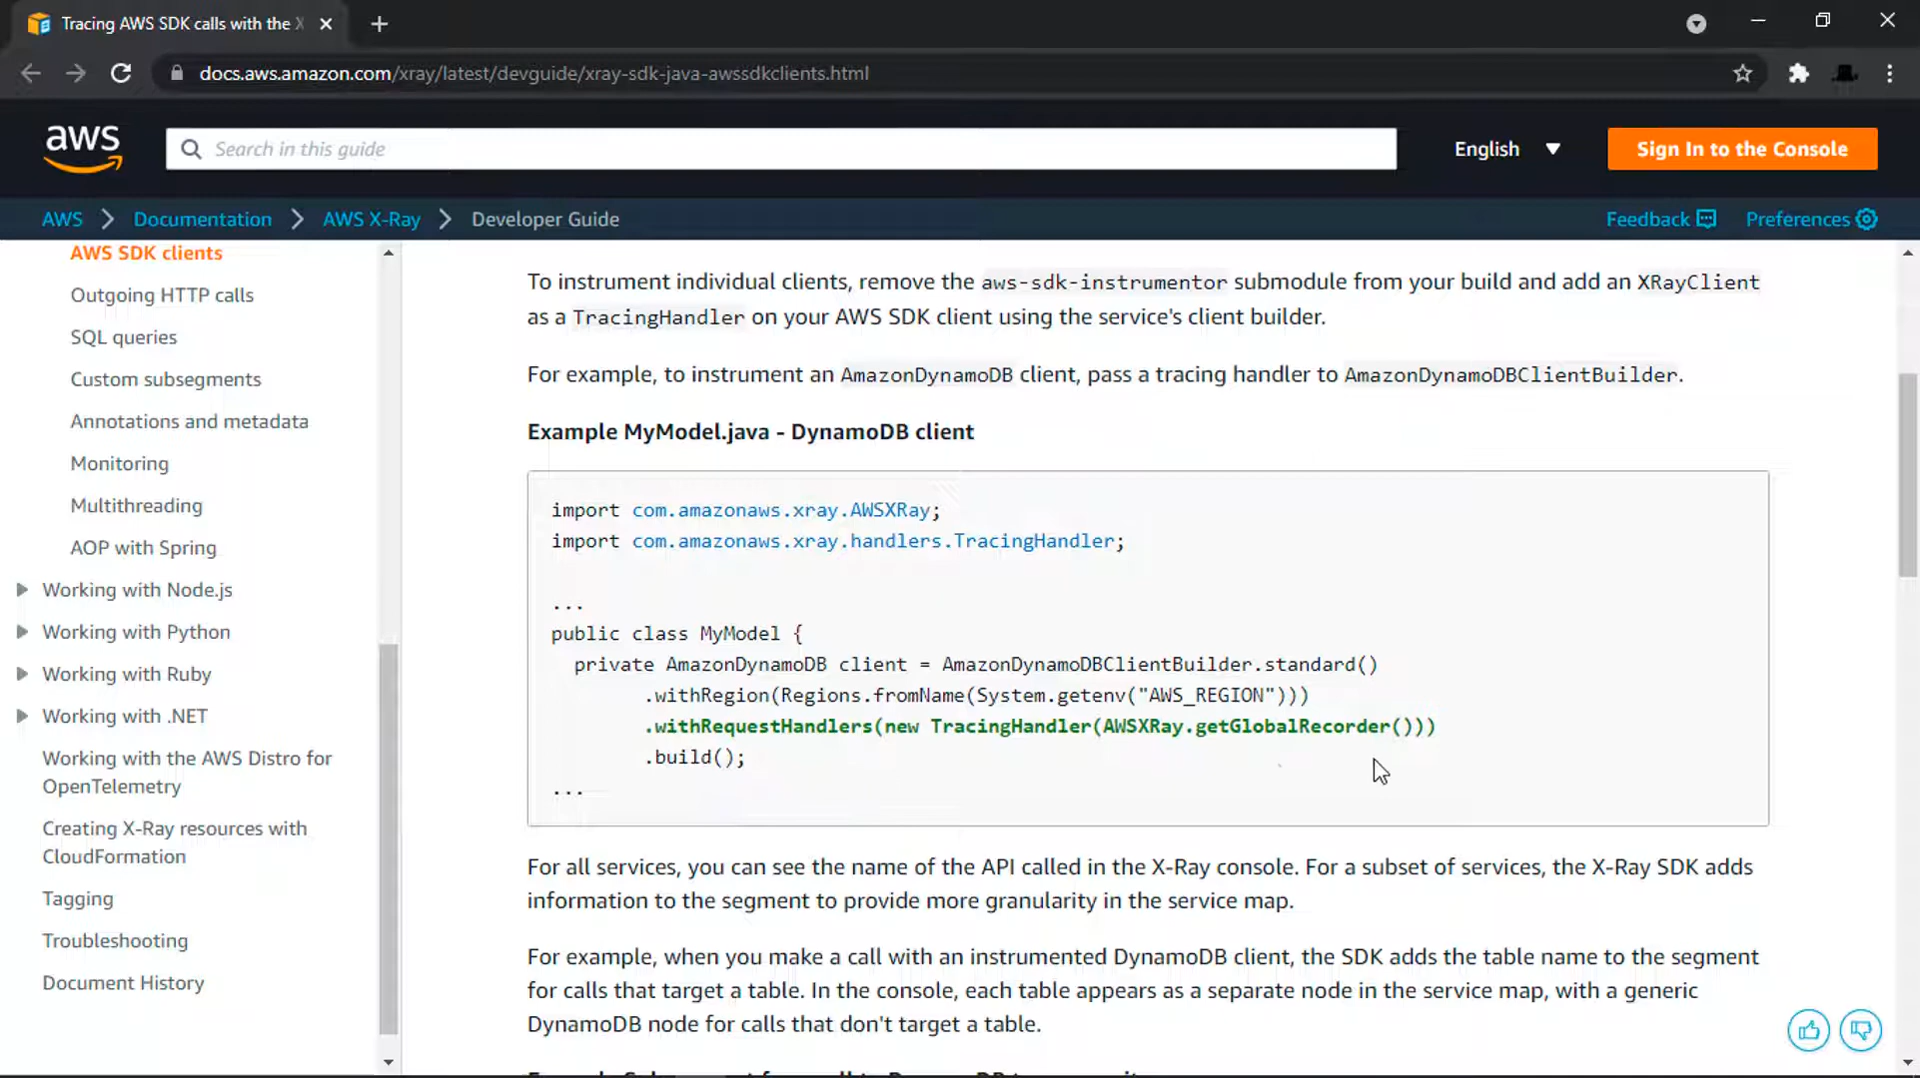 Tracing AWS SDK calls with the X
docs.aws.amazon.com/xray/latest/devguide/xray-sdk-java-awssdkclients.html
aws
Search in this guide
English
Sign In to the Console
AWS
Documentation
AWS X-Ray
Developer Guide
Feedback
Preferences
AWS SDK clients
Outgoing HTTP calls
SQL queries
Custom subsegments
Annotations and metadata
Monitoring
Multithreading
AOP with Spring
Working with Node.js
Working with Python
Working with Ruby
Working with .NET
Working with the AWS Distro for
OpenTelemetry
Creating X-Ray resources with
CloudFormation
Tagging
Troubleshooting
Document History
To instrument individual clients, remove the aws-sdk-instrumentor submodule from your build and add an XRayClient
as a TracingHandler on your AWS SDK client using the service's client builder.
For example, to instrument an AmazonDynamoDB client, pass a tracing handler to AmazonDynamoDBClientBuilder.
Example MyModel.java - DynamoDB client
import com.amazonaws.xray.AWSXRay;
import com.amazonaws.xray.handlers.TracingHandler;
...
public class MyModel {
private AmazonDynamoDB client = AmazonDynamoDBClientBuilder.standard()
.withRegion(Regions.fromName(System.getenv("AWS_REGION")))
.withRequestHandlers(new TracingHandler(AWSXRay.getGlobalRecorder()))
.build();
...
For all services, you can see the name of the API called in the X-Ray console. For a subset of services, the X-Ray SDK adds
information to the segment to provide more granularity in the service map.
For example, when you make a call with an instrumented DynamoDB client, the SDK adds the table name to the segment
for calls that target a table. In the console, each table appears as a separate node in the service map, with a generic
DynamoDB node for calls that don't target a table.